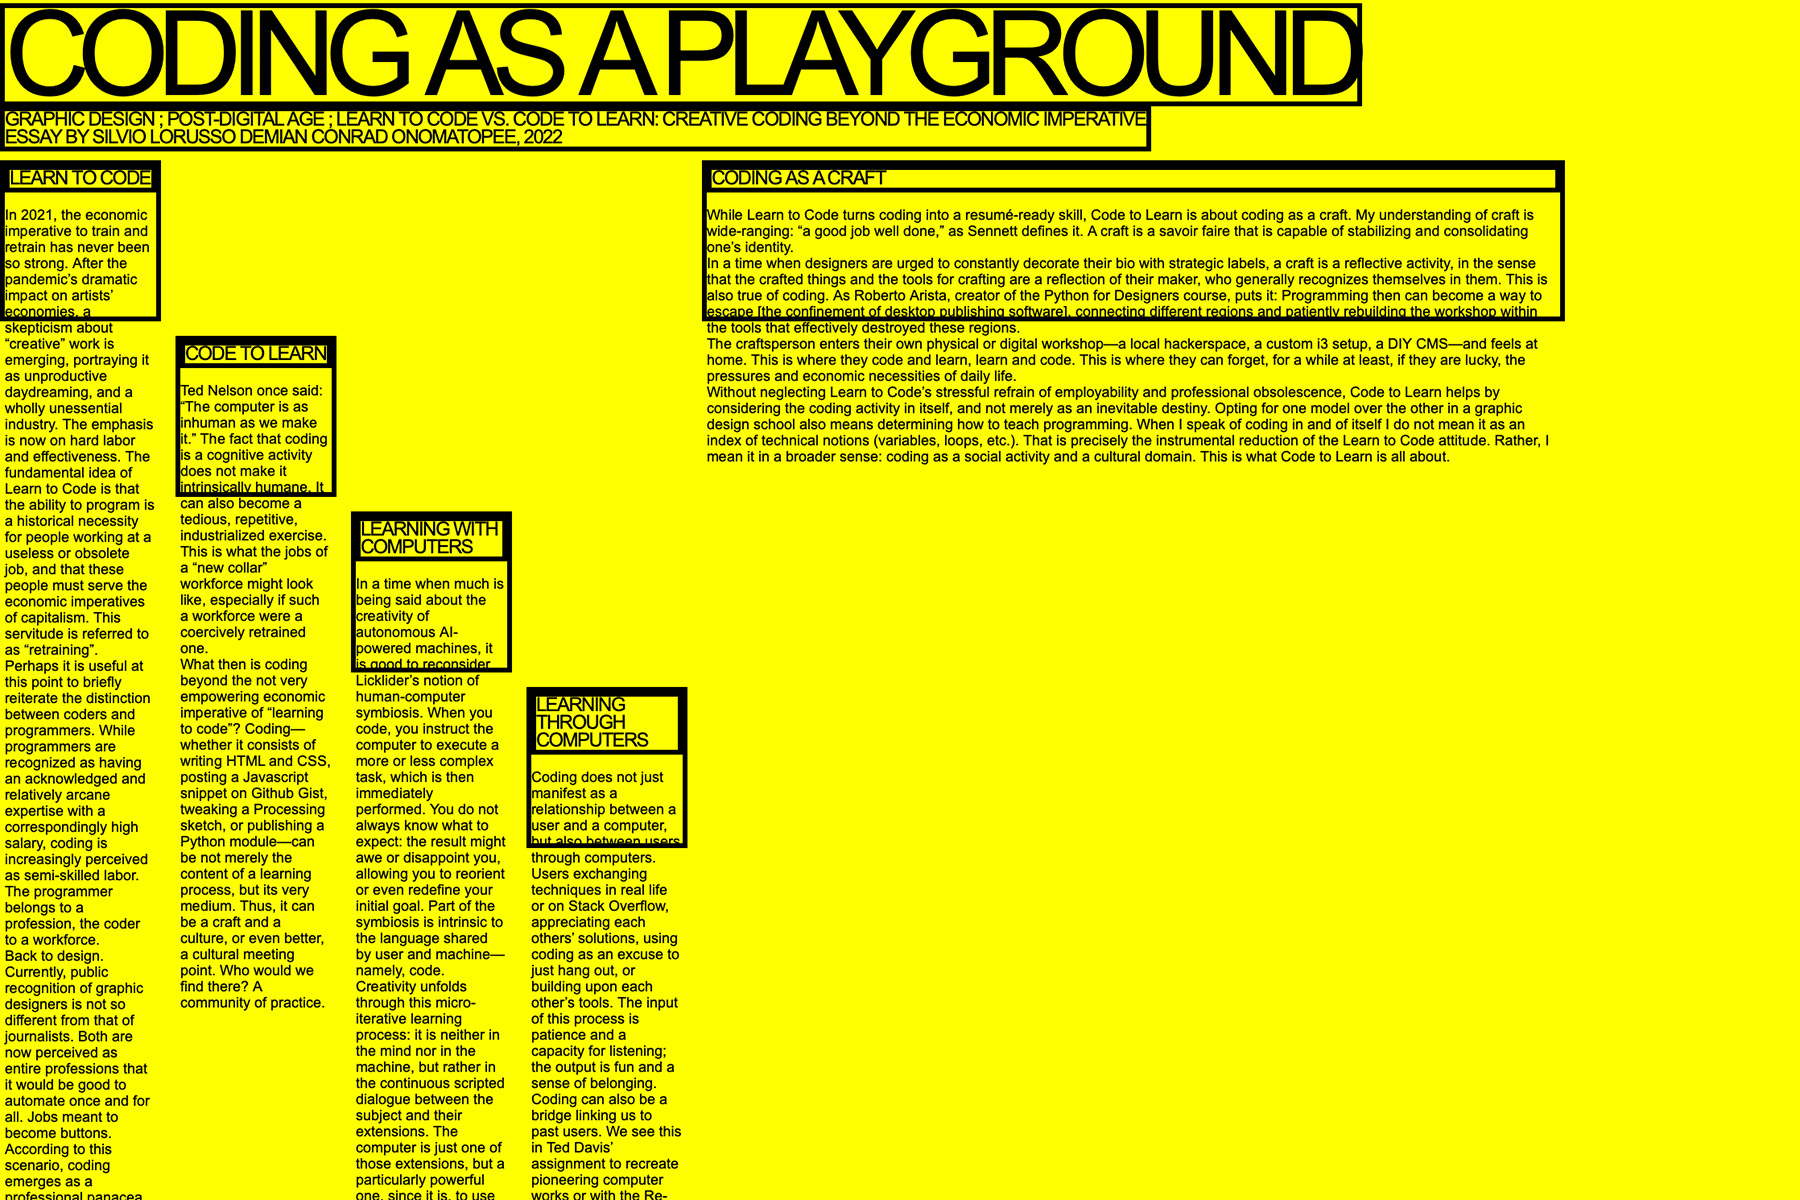 CODING AS A PLAYGROUND
GRAPHIC DESIGN ; POST-DIGITAL AGE ; LEARN TO CODE VS. CODE TO LEARN: CREATIVE CODING BEYOND THE ECONOMIC IMPERATIVE
ESSAY BY SILVIO LORUSSO DEMIAN CONRAD ONOMATOPEE, 2022
LEARN TO CODE
In 2021, the economic
imperative to train and
retrain has never been
so strong. After the
pandemic’s dramatic
impact on artists’
economies, a
skepticism about
“creative” work is
emerging, portraying it
as unproductive
daydreaming, and a
wholly unessential
industry. The emphasis
is now on hard labor
and effectiveness. The
fundamental idea of
Learn to Code is that
the ability to program is
a historical necessity
for people working at a
useless or obsolete
job, and that these
people must serve the
economic imperatives
of capitalism. This
servitude is referred to
as “retraining”.
Perhaps it is useful at
this point to briefly
reiterate the distinction
between coders and
programmers. While
programmers are
recognized as having
an acknowledged and
relatively arcane
expertise with a
correspondingly high
salary, coding is
increasingly perceived
as semi-skilled labor.
The programmer
belongs to a
profession, the coder
to a workforce.
Back to design.
Currently, public
recognition of graphic
designers is not so
different from that of
journalists. Both are
now perceived as
entire professions that
it would be good to
automate once and for
all. Jobs meant to
become buttons.
According to this
scenario, coding
emerges as a
professional panacea
CODE TO LEARN
Ted Nelson once said:
“The computer is as
inhuman as we make
it.” The fact that coding
is a cognitive activity
does not make it
intrinsically humane. It
can also become a
tedious, repetitive,
industrialized exercise.
This is what the jobs of
a “new collar”
workforce might look
like, especially if such
a workforce were a
coercively retrained
one.
What then is coding
beyond the not very
empowering economic
imperative of “learning
to code”? Coding—
whether it consists of
writing HTML and CSS,
posting a Javascript
snippet on Github Gist,
tweaking a Processing
sketch, or publishing a
Python module—can
be not merely the
content of a learning
process, but its very
medium. Thus, it can
be a craft and a
culture, or even better,
a cultural meeting
point. Who would we
find there? A
community of practice.
LEARNING WITH
COMPUTERS
In a time when much is
being said about the
creativity of
autonomous AI-
powered machines, it
is good to reconsider
Licklider’s notion of
human-computer
symbiosis. When you
code, you instruct the
computer to execute a
more or less complex
task, which is then
immediately
performed. You do not
always know what to
expect: the result might
awe or disappoint you,
allowing you to reorient
or even redefine your
initial goal. Part of the
symbiosis is intrinsic to
the language shared
by user and machine—
namely, code.
Creativity unfolds
through this micro-
iterative learning
process: it is neither in
the mind nor in the
machine, but rather in
the continuous scripted
dialogue between the
subject and their
extensions. The
computer is just one of
those extensions, but a
particularly powerful
one, since it is, to use
LEARNING
THROUGH
COMPUTERS
Coding does not just
manifest as a
relationship between a
user and a computer,
but also between users
through computers.
Users exchanging
techniques in real life
or on Stack Overflow,
appreciating each
others’ solutions, using
coding as an excuse to
just hang out, or
building upon each
other’s tools. The input
of this process is
patience and a
capacity for listening;
the output is fun and a
sense of belonging.
Coding can also be a
bridge linking us to
past users. We see this
in Ted Davis’
assignment to recreate
pioneering computer
works or with the Re-
CODING AS A CRAFT
While Learn to Code turns coding into a resumé-ready skill, Code to Learn is about coding as a craft. My understanding of craft is
wide-ranging: “a good job well done,” as Sennett defines it. A craft is a savoir faire that is capable of stabilizing and consolidating
one’s identity.
In a time when designers are urged to constantly decorate their bio with strategic labels, a craft is a reflective activity, in the sense
that the crafted things and the tools for crafting are a reflection of their maker, who generally recognizes themselves in them. This is
also true of coding. As Roberto Arista, creator of the Python for Designers course, puts it: Programming then can become a way to
escape [the confinement of desktop publishing software], connecting different regions and patiently rebuilding the workshop within
the tools that effectively destroyed these regions.
The craftsperson enters their own physical or digital workshop—a local hackerspace, a custom i3 setup, a DIY CMS—and feels at
home. This is where they code and learn, learn and code. This is where they can forget, for a while at least, if they are lucky, the
pressures and economic necessities of daily life.
Without neglecting Learn to Code’s stressful refrain of employability and professional obsolescence, Code to Learn helps by
considering the coding activity in itself, and not merely as an inevitable destiny. Opting for one model over the other in a graphic
design school also means determining how to teach programming. When I speak of coding in and of itself I do not mean it as an
index of technical notions (variables, loops, etc.). That is precisely the instrumental reduction of the Learn to Code attitude. Rather, I
mean it in a broader sense: coding as a social activity and a cultural domain. This is what Code to Learn is all about.